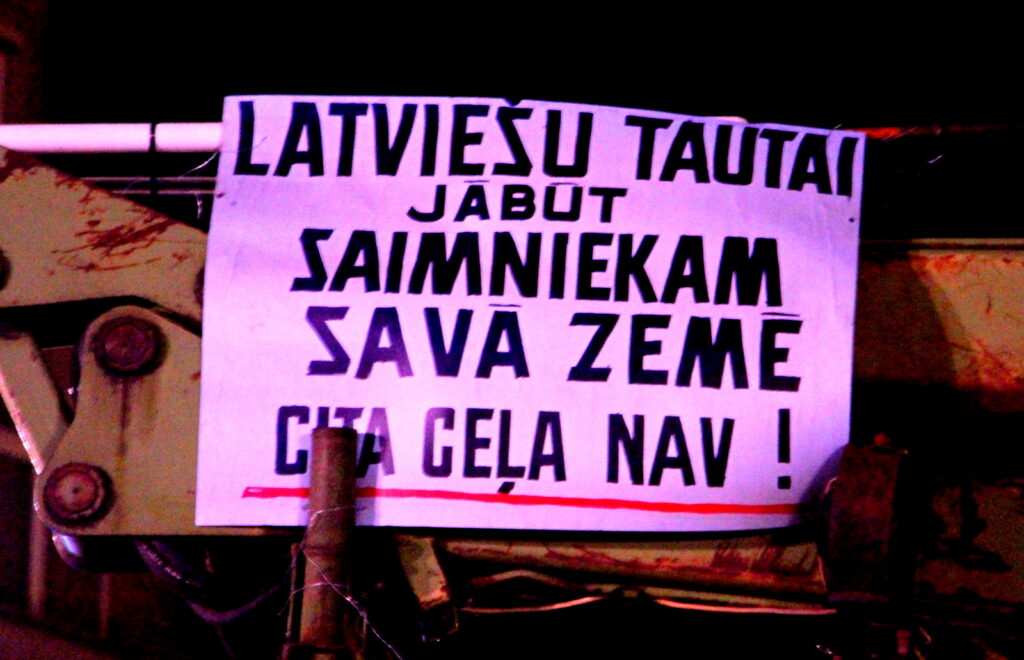 LATVIEŠU TAUTAI
JĀBŪT
SAIMNIEKAM
SAVĀ ZEMĒ
CITA CEĻA NAV !